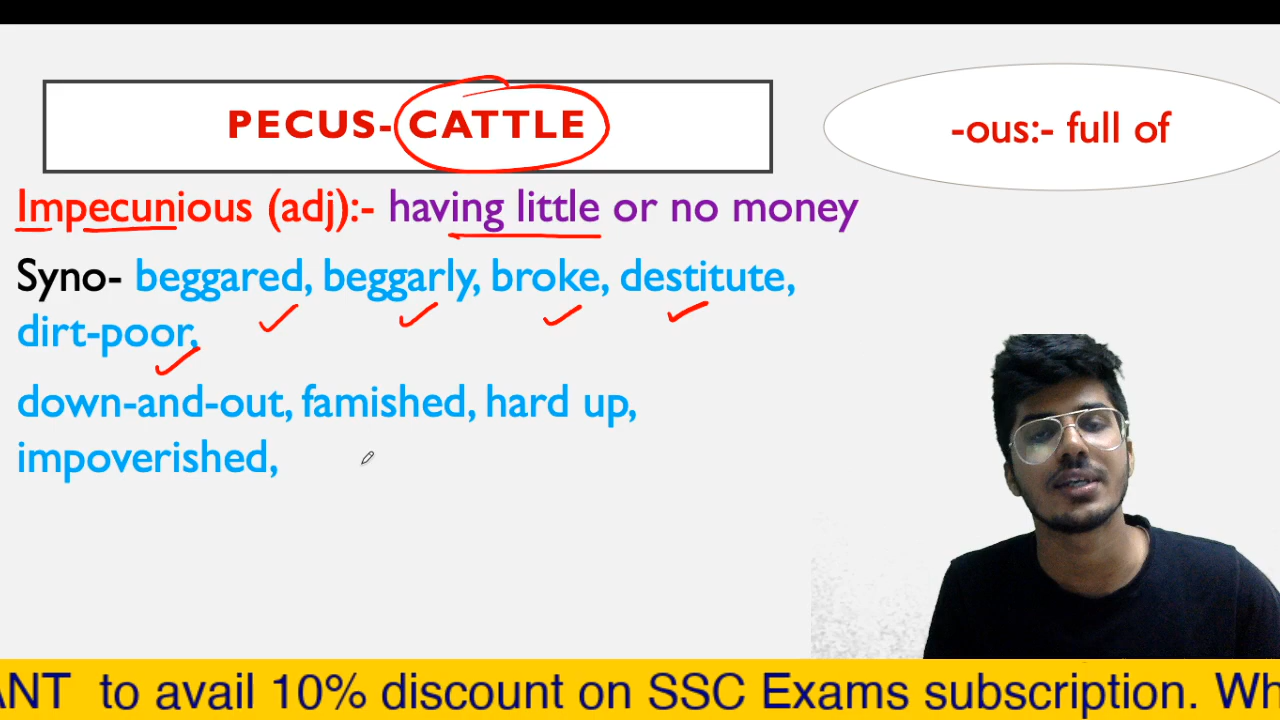 PECUS-CATTLE
-ous:- full of
Impecunious (adj):- having little or no money
Syno- beggared, beggarly, broke, destitute,
dirt-poor,
down-and-out, famished, hard up,
impoverished,
ANT to avail 10% discount on SSC Exams subscription. Wh